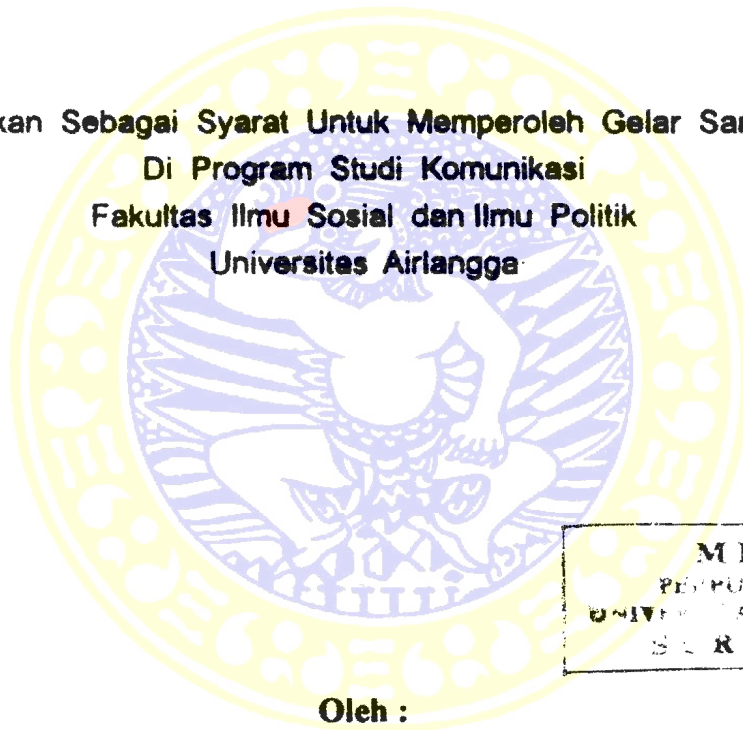 kan Sebagai Syarat Untuk Memperoleh Gelar Sar
Di Program Studi Komunikasi
Fakultas Ilmu Sosial dan Ilmu Politik
Universitas Airlangga
M
R
Oleh :